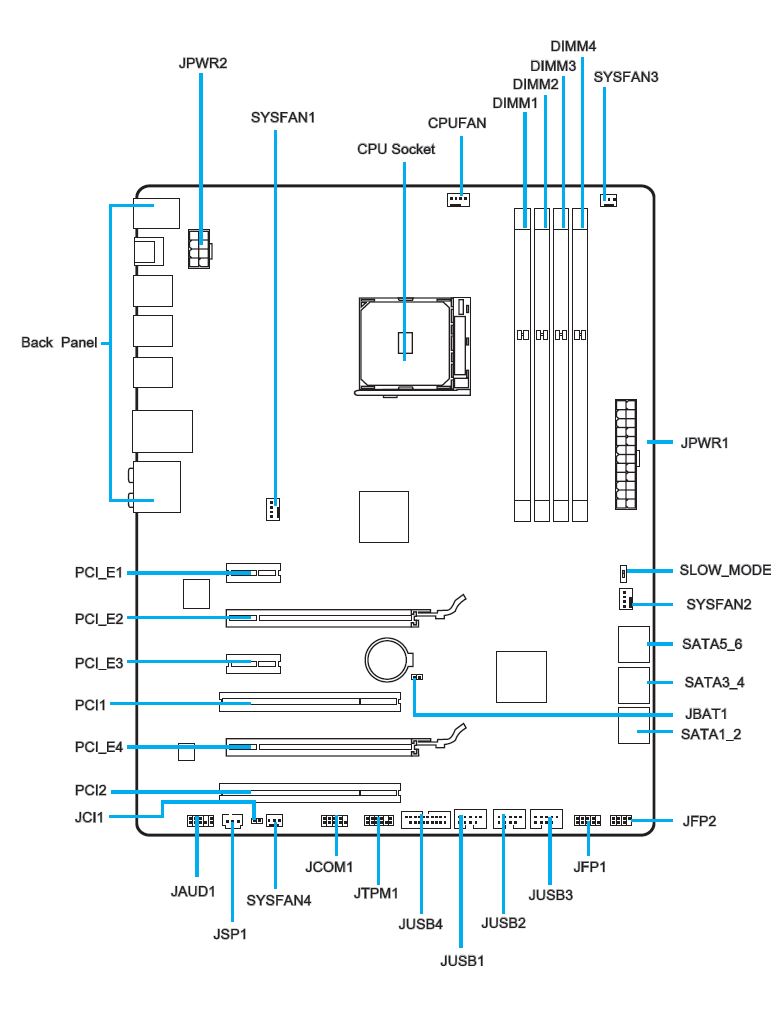 DIMM4
JPWR2
DIMM3
SYSFAN3
DIMM2
DIMM1
SYSFAN1
CPUFAN
CPU Socket
Back Panel
JPWR1
PCI_E1
SLOW_MODE
SYSFAN2
PCI_E2
SATA5_6
PCI_E3
SATA3_4
PCI1
JBAT1
SATA1_2
PCI_E4
PCI2
JCI1
JFP2
JCOM1
JFP1
JAUD1
SYSFAN4
JTPM1
JUSB3
JUSB4
JUSB2
JSP1
JUSB1